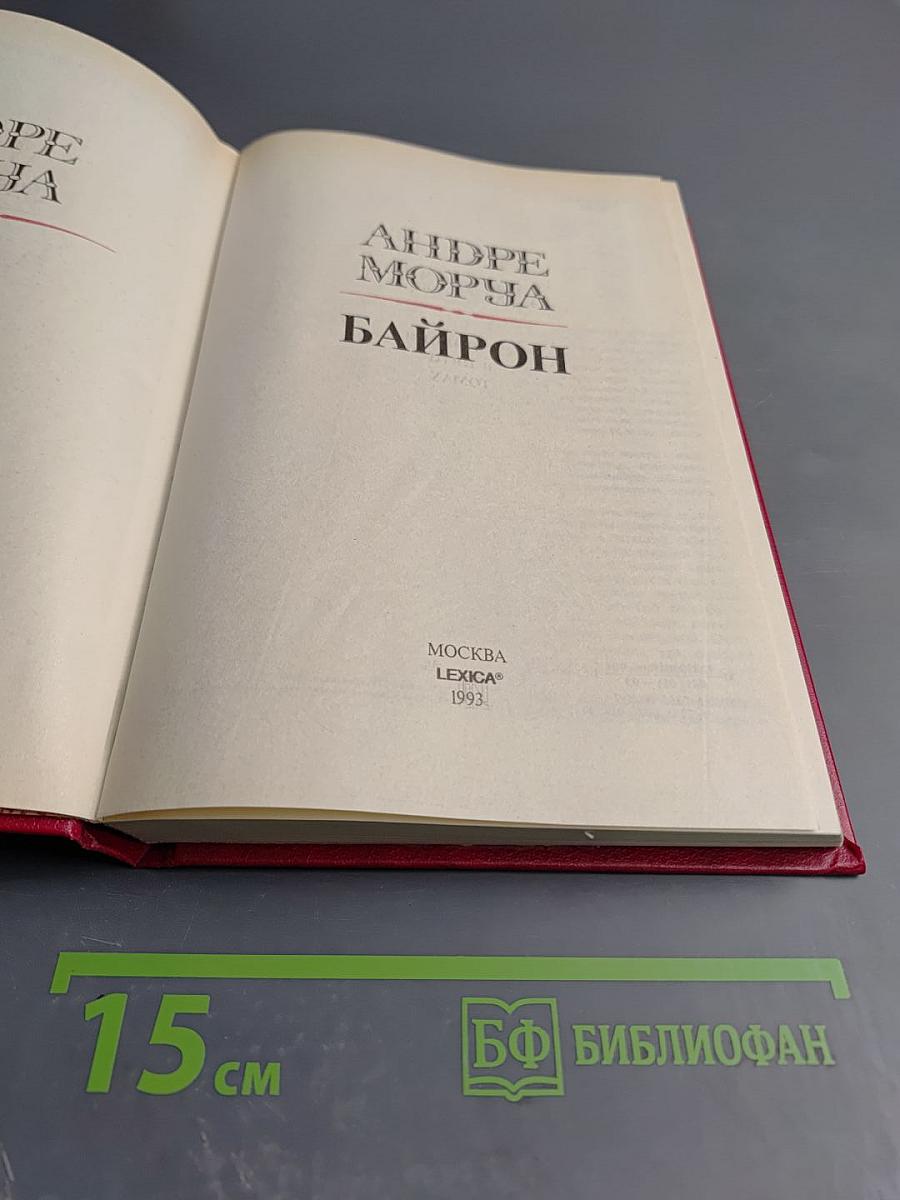 АНДРЕ
МОРУА
БАЙРОН
МОСКВА
LEXICA®
1993
15 см
БФ БИБЛИОФАН